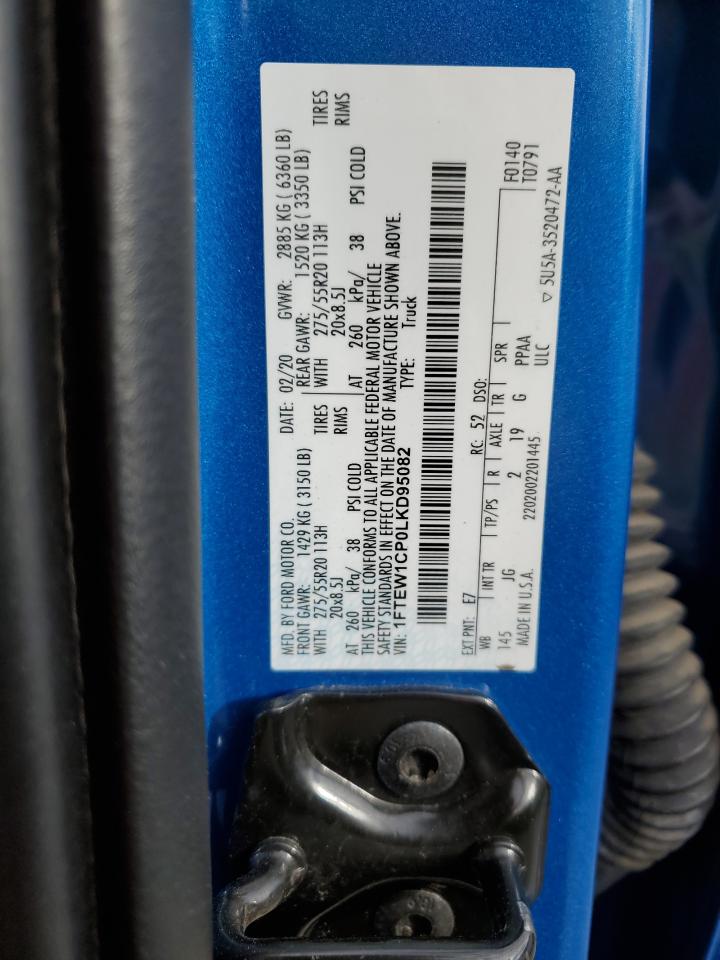 MFD. BY FORD MOTOR CO. DATE: 02/20 GVWR: 2885 KG ( 6360 LB)
FRONT GAWR: 1429 KG ( 3150 LB) REAR GAWR: 1520 KG ( 3350 LB)
WITH 275/55R20 113H TIRES WITH 275/55R20 113H TIRES
20x8.5J RIMS 20x8.5J RIMS
AT 260 kPa/ 38 PSI COLD AT 260 kPa/ 38 PSI COLD
THIS VEHICLE CONFORMS TO ALL APPLICABLE FEDERAL MOTOR VEHICLE
SAFETY STANDARDS IN EFFECT ON THE DATE OF MANUFACTURE SHOWN ABOVE.
VIN: 1FTEW1CP0LKD95082 TYPE: Truck
EXT PNT: E7 RC: 52 DSO: F0140
T0791
WB INT TR TP/PS R AXLE TR SPR
145 JG 2 19 G PPAA ▽ 5U5A-3520472-AA
MADE IN U.S.A. 2202002201445 ULC